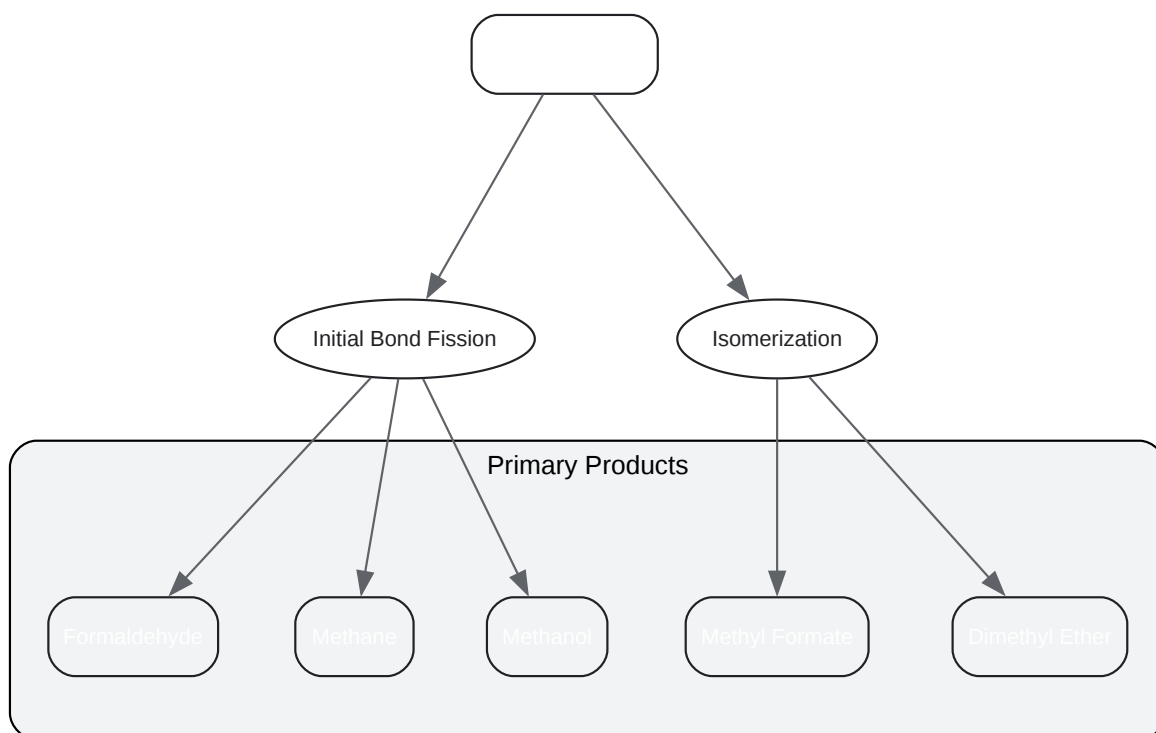 Initial Bond Fission
Isomerization
Primary Products
Formaldehyde
Methane
Methanol
Methyl Formate
Dimethyl Ether